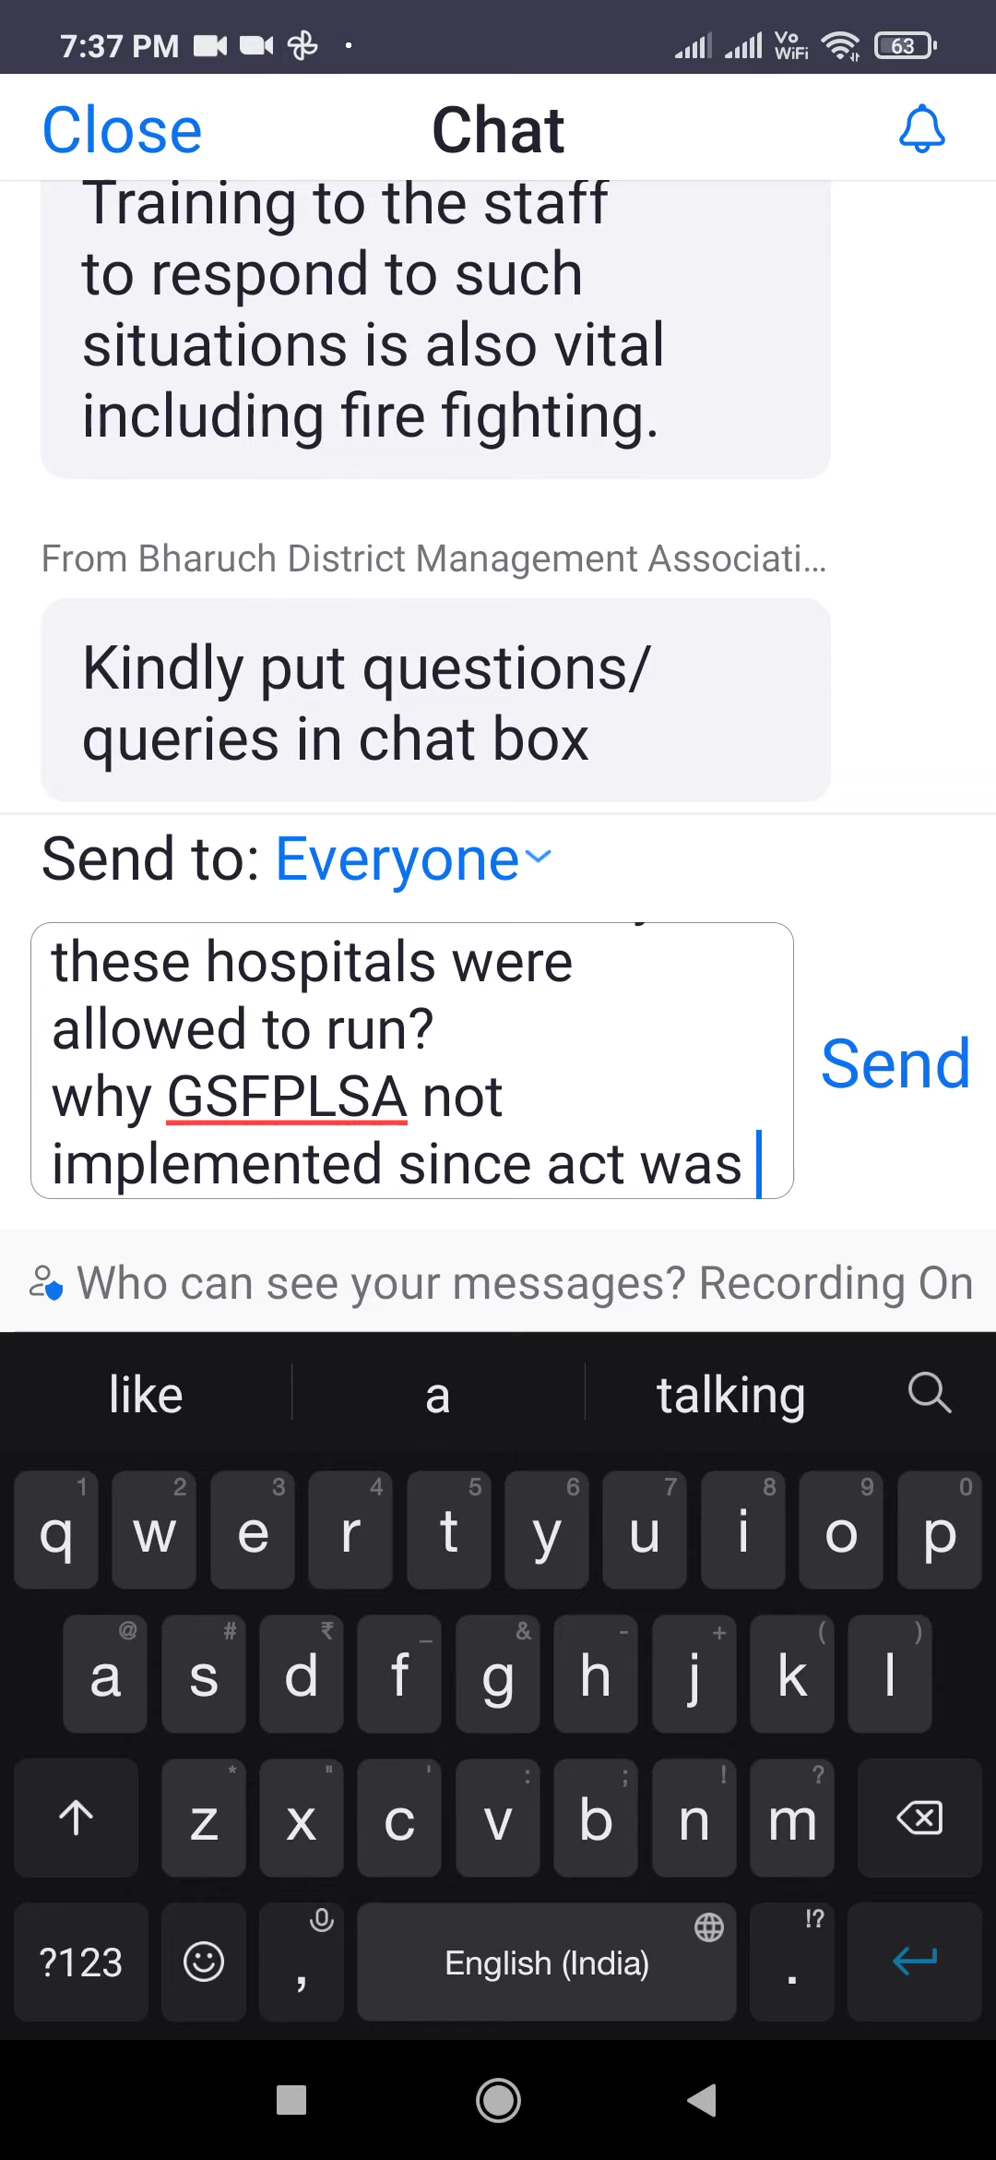 7:37 PM
Vo
WiFi
63
Close
Chat
Training to the staff
to respond to such
situations is also vital
including fire fighting.
From Bharuch District Management Associati...
Kindly put questions/
queries in chat box
Send to: Everyone
these hospitals were
allowed to run?
why GSFPLSA not
implemented since act was
Send
Who can see your messages? Recording On
like
a
talking
1 2 3 4 5 6 7 8 9 0
q w e r t y u i o p
@ # ₹ _ & - + ( )
a s d f g h j k l
* " ' : ; ! ?
z x c v b n m
!?
?123
,
English (India)
.